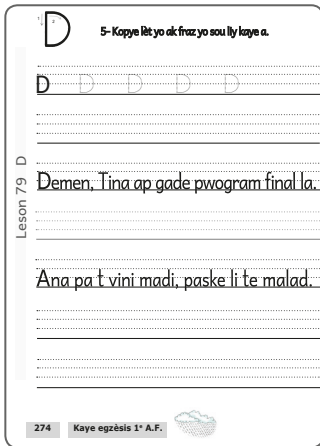 D
5- Kopye lèt yo ak fraz yo sou liy kaye a.
D D D D D
Leson 79 D
Demen, Tina ap gade pwogram final la.
Ana pa t vini madi, paske li te malad.
274 Kaye egzèsis 1e A.F.